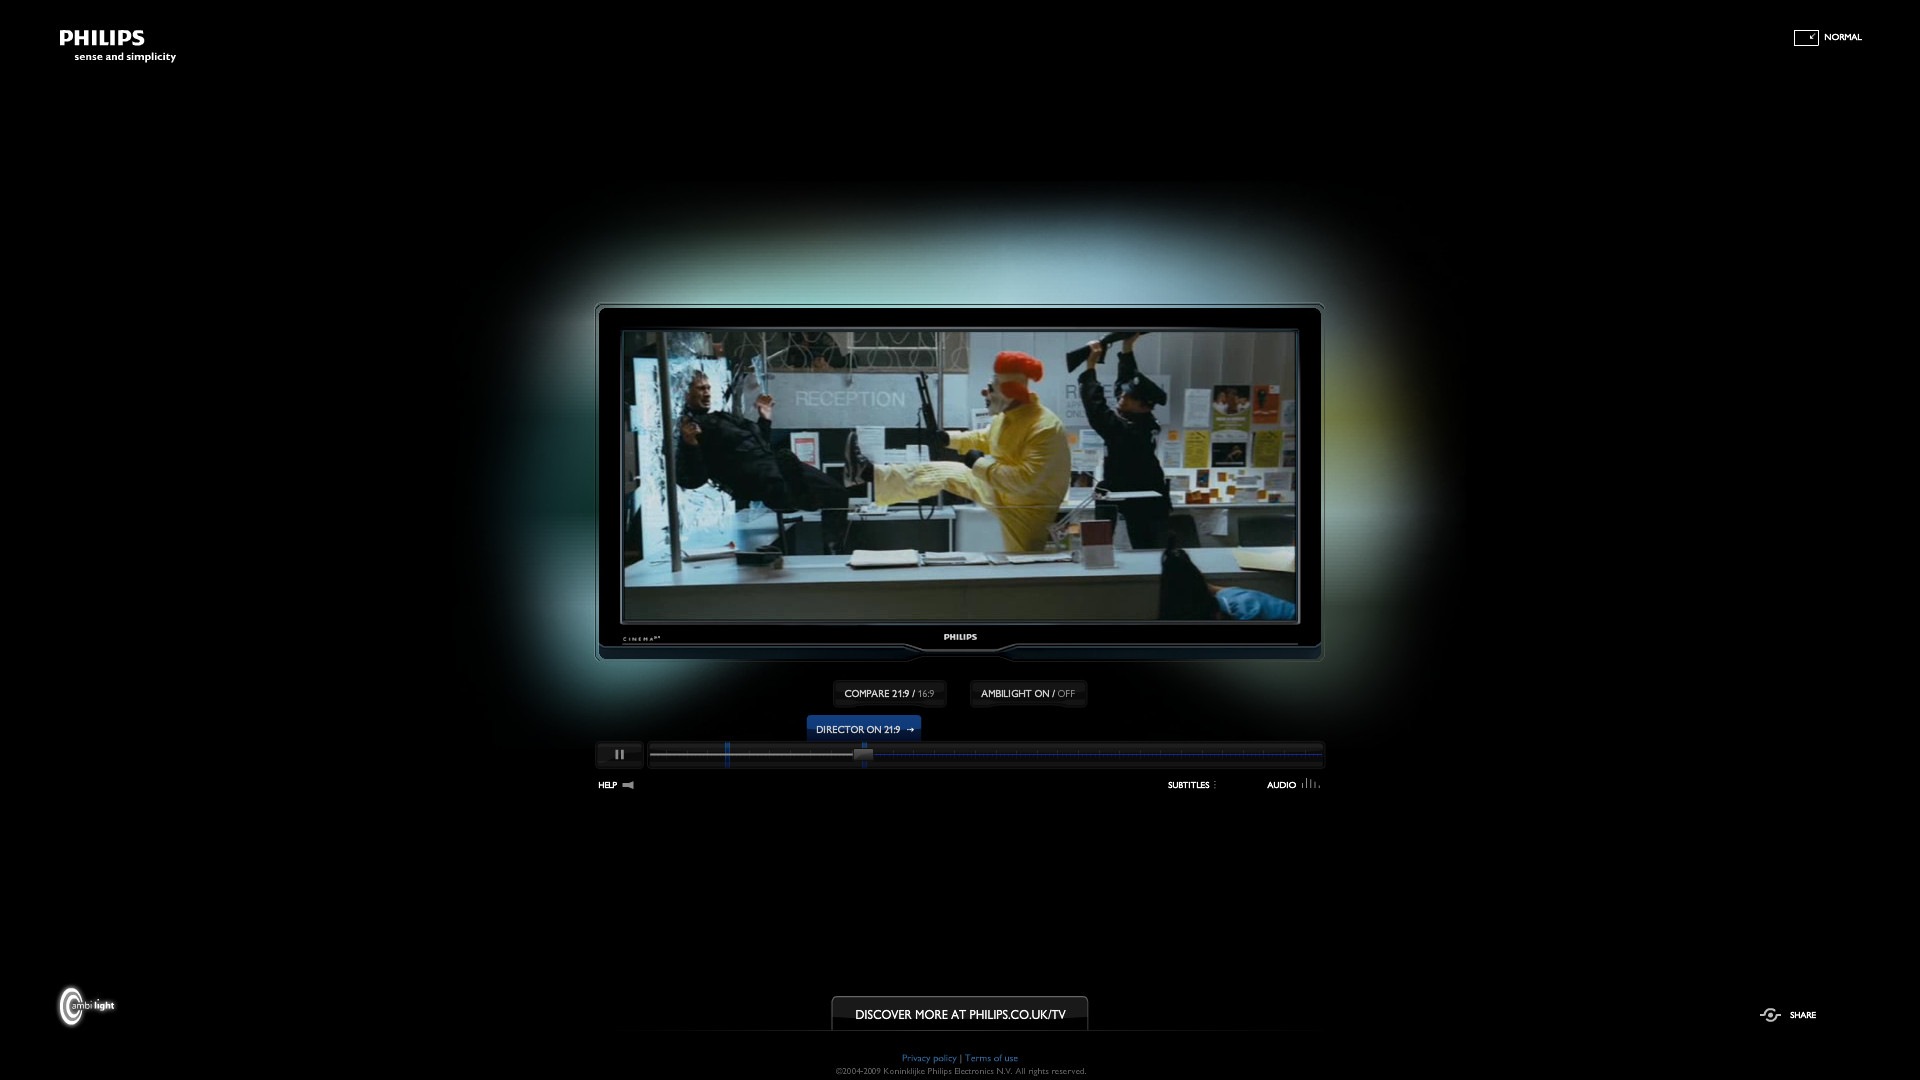 PHILIPS
sense and simplicity
NORMAL
RECEPTION
CINEMA
PHILIPS
COMPARE 21:9 / 16:9
AMBILIGHT ON / OFF
DIRECTOR ON 21:9 →
HELP
SUBTITLES
AUDIO
ambilight
DISCOVER MORE AT PHILIPS.CO.UK/TV
SHARE
Privacy policy | Terms of use
©2004-2009 Koninklijke Philips Electronics N.V. All rights reserved.